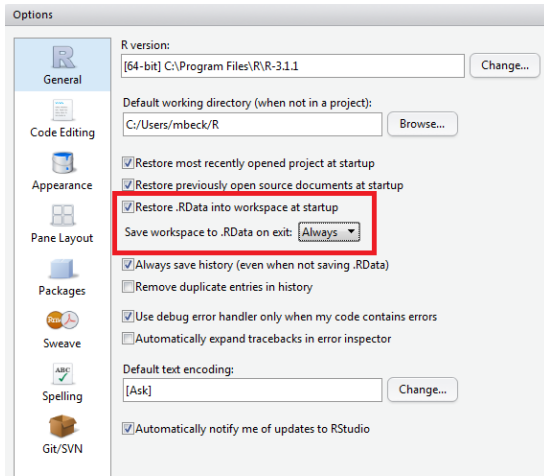 Options
General
Code Editing
Appearance
Pane Layout
Packages
Sweave
ABC
Spelling
Git/SVN
R version:
[64-bit] C:\Program Files\R\R-3.1.1
Change...
Default working directory (when not in a project):
C:/Users/mbeck/R
Browse...
Restore most recently opened project at startup
Restore previously open source documents at startup
Restore .RData into workspace at startup
Save workspace to .RData on exit: Always
Always save history (even when not saving .RData)
Remove duplicate entries in history
Use debug error handler only when my code contains errors
Automatically expand tracebacks in error inspector
Default text encoding:
[Ask]
Change...
Automatically notify me of updates to RStudio